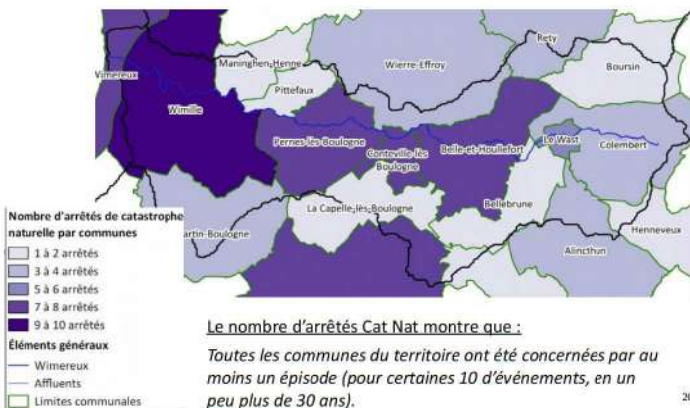 Rety
Maninghen-Henne
Wierre-Effroy
Boursin
Wimereux
Pittefaux
Wimille
Le Wast
Pernes-lès-Boulogne
Colembert
Conteville-lès
Boulogne
Belle-et-Houllefort
Bellebrune
La Capelle-lès-Boulogne
Henneveux
artin-Boulogne
Alincthun
Nombre d'arrêtés de catastrophe
naturelle par communes
1 à 2 arrêtés
3 à 4 arrêtés
5 à 6 arrêtés
7 à 8 arrêtés
9 à 10 arrêtés
Éléments généraux
Wimereux
Affluents
Limites communales
Le nombre d'arrêtés Cat Nat montre que :
Toutes les communes du territoire ont été concernées par au
moins un épisode (pour certaines 10 d'événements, en un
peu plus de 30 ans).